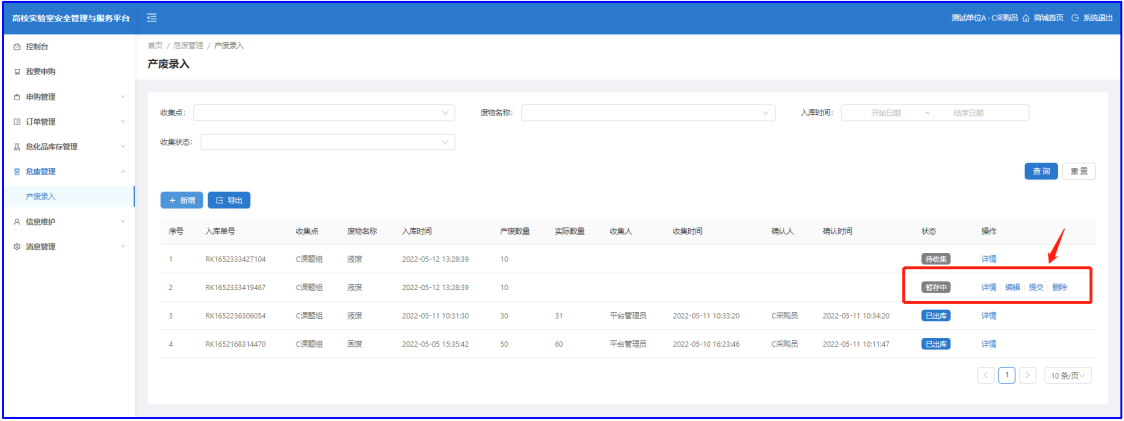 高校实验室安全管理与服务平台
测试单位A - C采购员 商城首页 系统退出
控制台
我要申购
申购管理
订单管理
危化品库存管理
危废管理
产废录入
信息维护
消息管理
首页 / 危废管理 / 产废录入
产废录入
收集点: 废物名称: 入库时间: 开始日期 ~ 结束日期
收集状态:
查 询 重 置
+ 新增 导出
序号 入库单号 收集点 废物名称 入库时间 产废数量 实际数量 收集人 收集时间 确认人 确认时间 状态 操作
1 RK1652333427104 C课题组 液废 2022-05-12 13:28:39 10 待收集 详情
2 RK1652333419467 C课题组 液废 2022-05-12 13:28:39 10 暂存中 详情 编辑 提交 删除
3 RK1652236306054 C课题组 液废 2022-05-11 10:31:30 30 31 平台管理员 2022-05-11 10:33:20 C采购员 2022-05-11 10:34:20 已出库 详情
4 RK1652168314470 C课题组 固废 2022-05-05 15:35:42 50 60 平台管理员 2022-05-10 16:23:46 C采购员 2022-05-11 10:11:47 已出库 详情
< 1 > 10 条/页